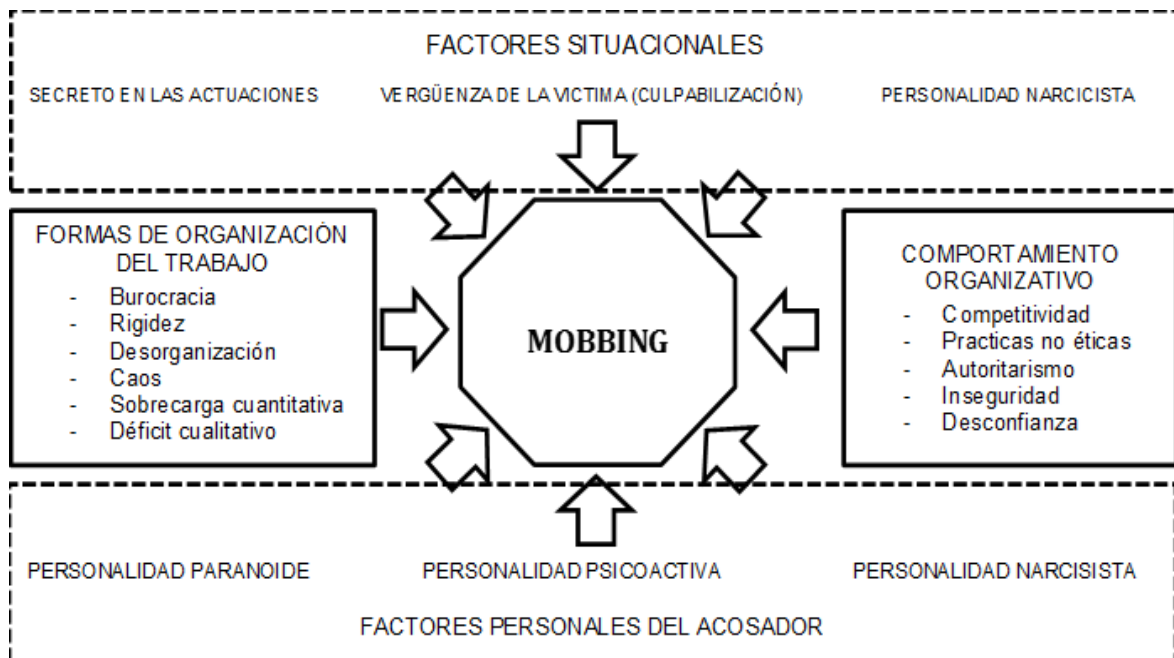 FACTORES SITUACIONALES
SECRETO EN LAS ACTUACIONES
VERGÜENZA DE LA VICTIMA (CULPABILIZACIÓN)
PERSONALIDAD NARCICISTA
FORMAS DE ORGANIZACIÓN
DEL TRABAJO
- Burocracia
- Rigidez
- Desorganización
- Caos
- Sobrecarga cuantitativa
- Déficit cualitativo
MOBBING
COMPORTAMIENTO
ORGANIZATIVO
- Competitividad
- Practicas no éticas
- Autoritarismo
- Inseguridad
- Desconfianza
PERSONALIDAD PARANOIDE
PERSONALIDAD PSICOACTIVA
PERSONALIDAD NARCISISTA
FACTORES PERSONALES DEL ACOSADOR